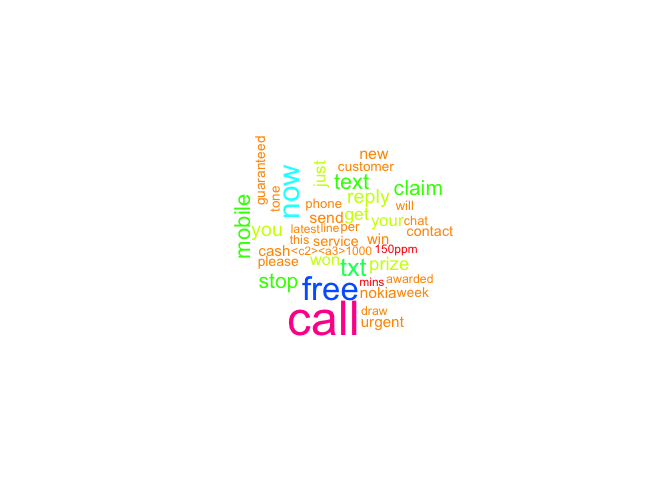 guaranteed
new
customer
just
now
tone
text
claim
mobile
phone
reply
will
send
get
your
chat
you
latest
line
per
contact
this
service
win
cash
<c2><a3>1000
150ppm
please
won
txt
prize
stop
free
mins
awarded
nokia
week
call
draw
urgent